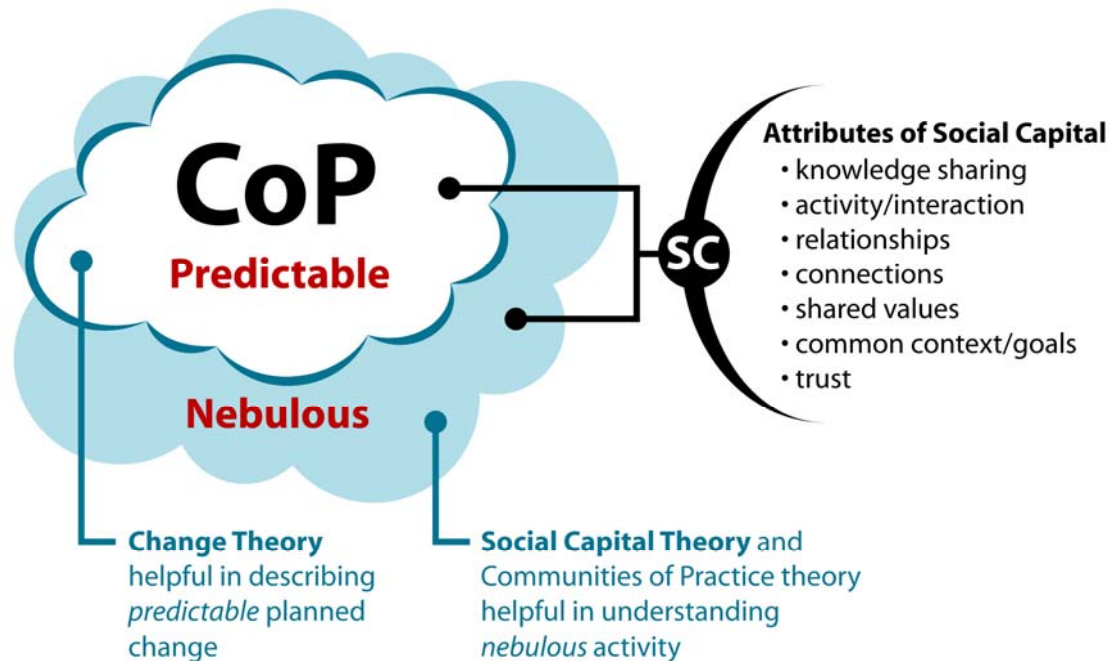 CoP
Predictable
Nebulous
SC
Attributes of Social Capital
• knowledge sharing
• activity/interaction
• relationships
• connections
• shared values
• common context/goals
• trust
Change Theory
helpful in describing
predictable planned
change
Social Capital Theory and
Communities of Practice theory
helpful in understanding
nebulous activity